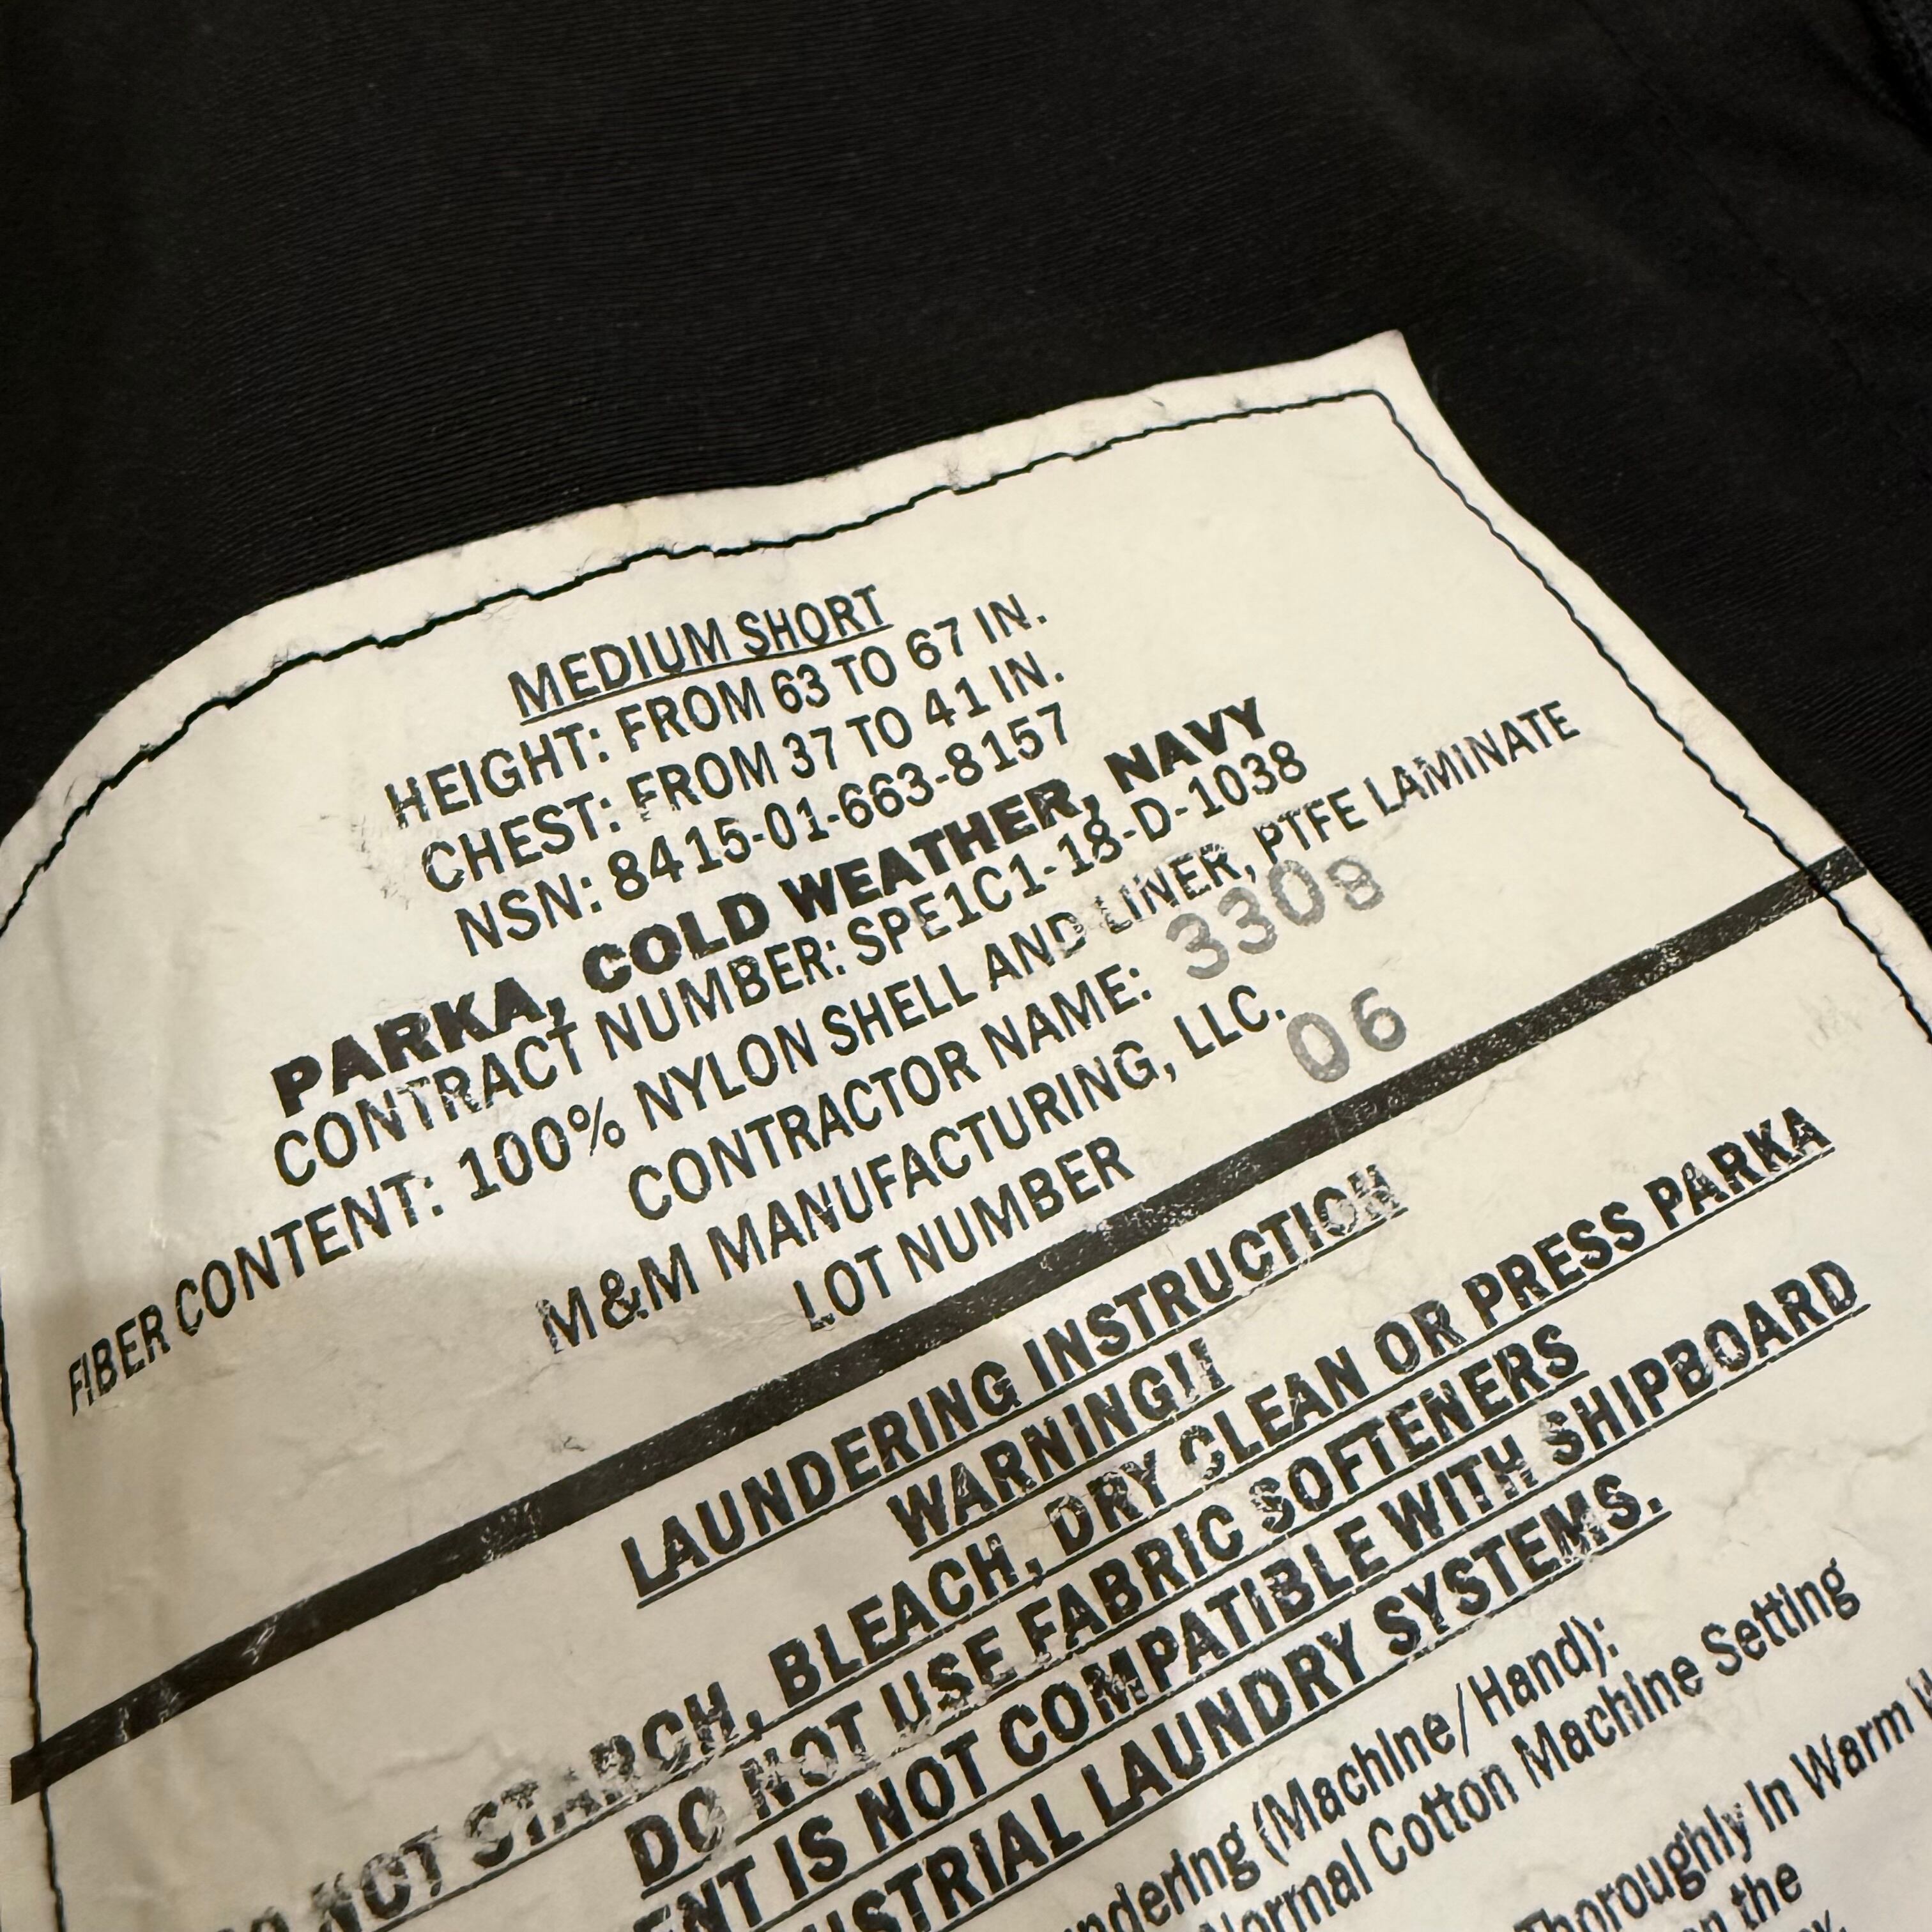 MEDIUM SHORT
HEIGHT: FROM 63 TO 67 IN.
CHEST: FROM 37 TO 41 IN.
NSN: 8415-01-663-8157
PARKA, COLD WEATHER, NAVY
CONTRACT NUMBER: SPE1C1-18-D-1038
FIBER CONTENT: 100% NYLON SHELL AND LINER, PTFE LAMINATE
CONTRACTOR NAME: 3308
M&M MANUFACTURING, LLC.
LOT NUMBER 06
LAUNDERING INSTRUCTION
WARNING!!
NOT STARCH, BLEACH, DRY CLEAN OR PRESS PARKA
DO NOT USE FABRIC SOFTENERS
IS NOT COMPATIBLE WITH SHIPBOARD
LAUNDRY SYSTEMS.
(Machine/Hand):
Normal Cotton Machine Setting
Thoroughly In Warm
the